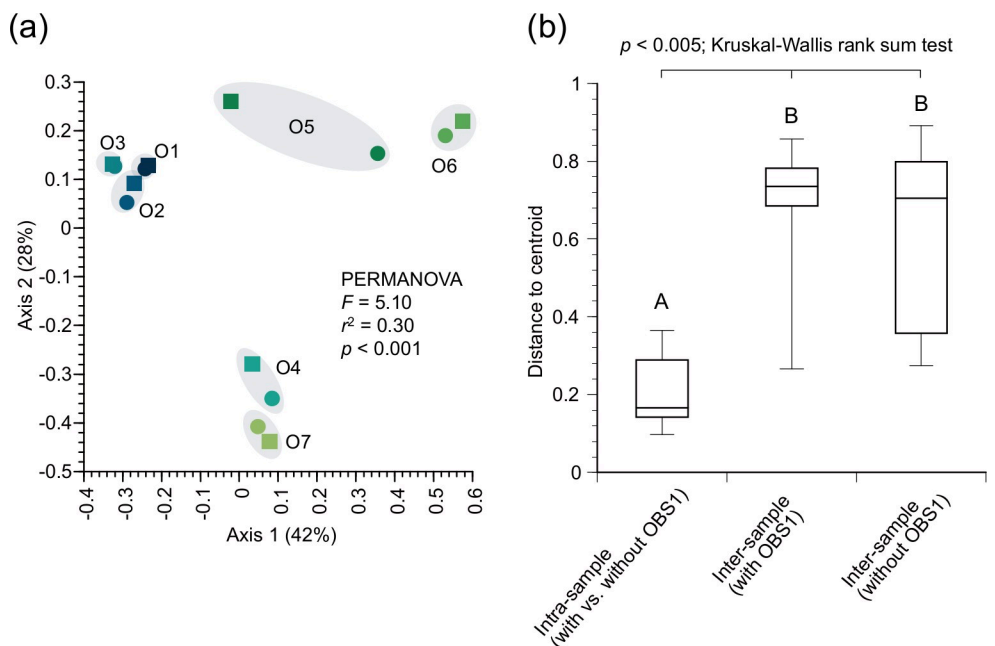 (a)
0.3
0.2
0.1
0
-0.1
-0.2
-0.3
-0.4
-0.5
Axis 2 (28%)
O3
O1
O2
O5
O6
PERMANOVA
F = 5.10
r² = 0.30
p < 0.001
O4
O7
-0.4
-0.3
-0.2
-0.1
0
0.1
0.2
0.3
0.4
0.5
0.6
Axis 1 (42%)
(b)
p < 0.005; Kruskal-Wallis rank sum test
1
0.8
0.6
0.4
0.2
0
Distance to centroid
A
B
B
Intra-sample
(with vs. without OBS1)
Inter-sample
(with OBS1)
Inter-sample
(without OBS1)